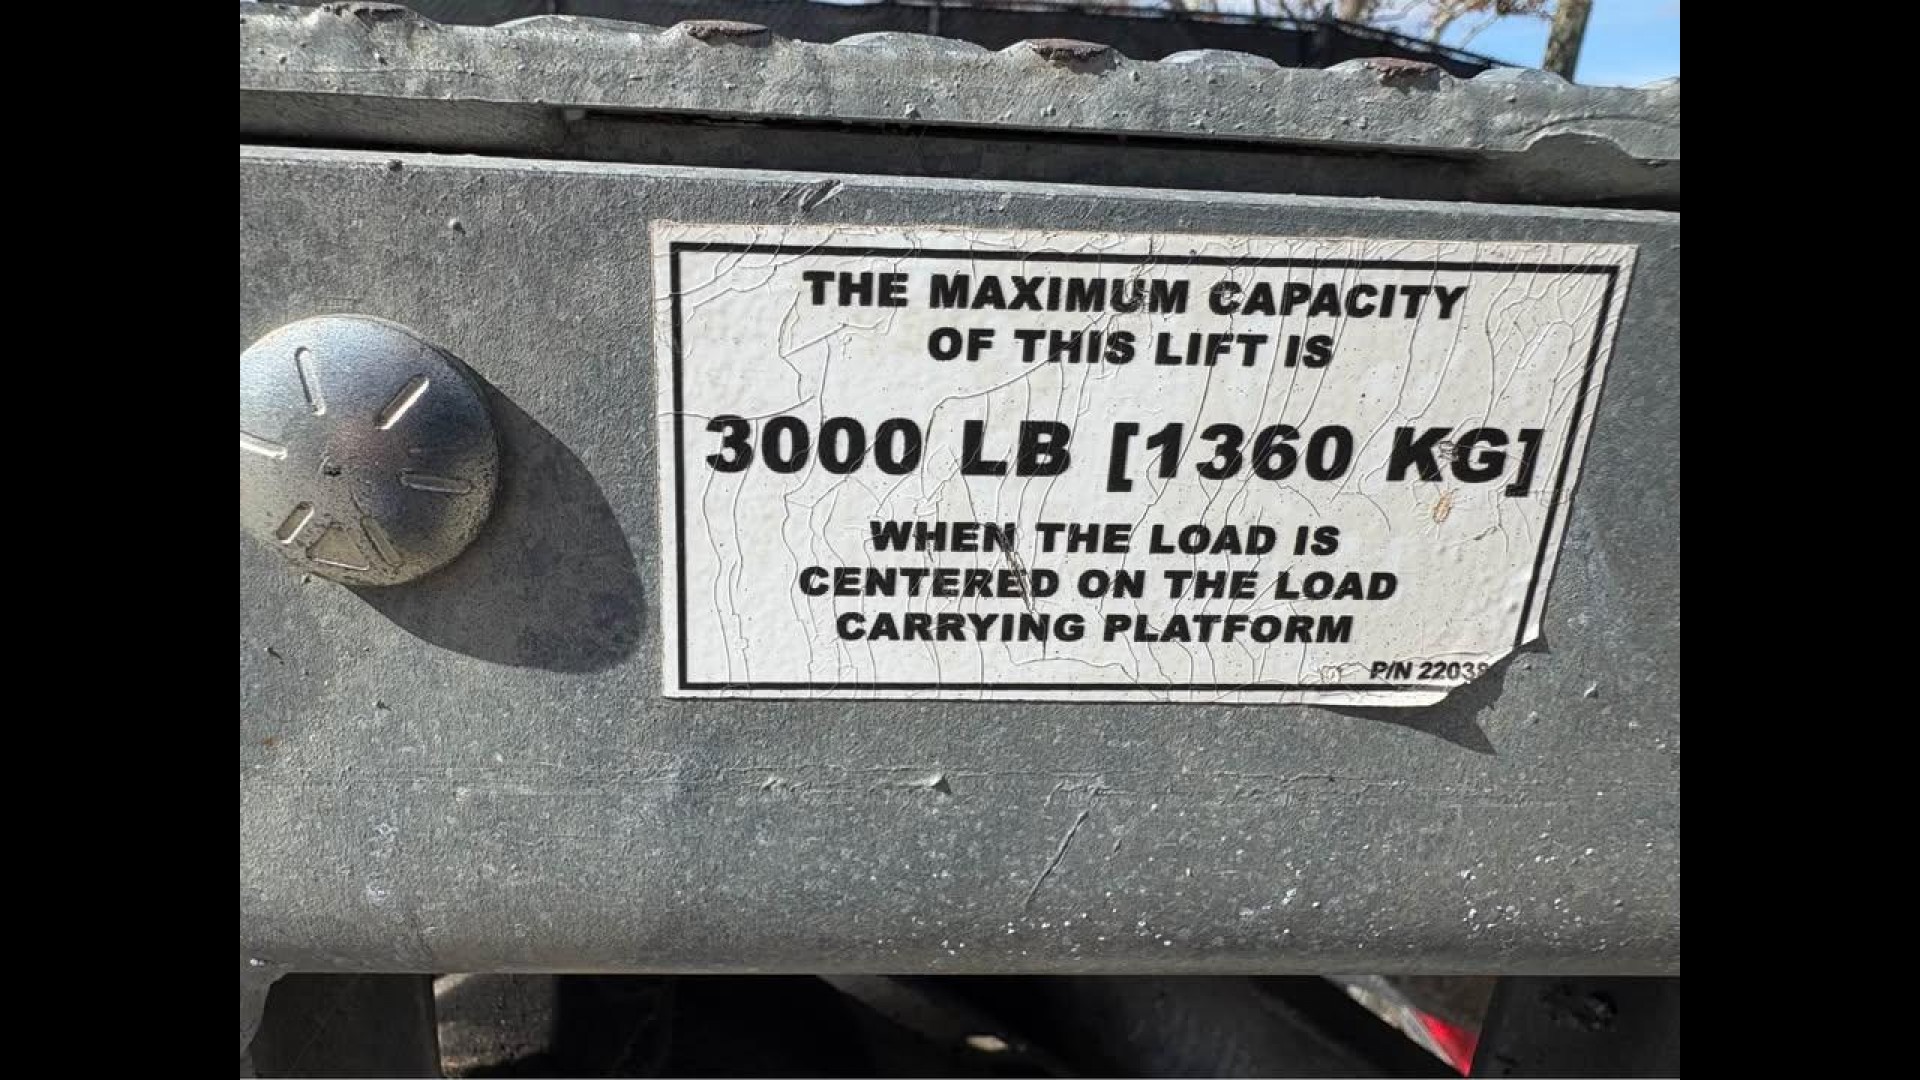 THE MAXIMUM CAPACITY
OF THIS LIFT IS
3000 LB [1360 KG]
WHEN THE LOAD IS
CENTERED ON THE LOAD
CARRYING PLATFORM
P/N